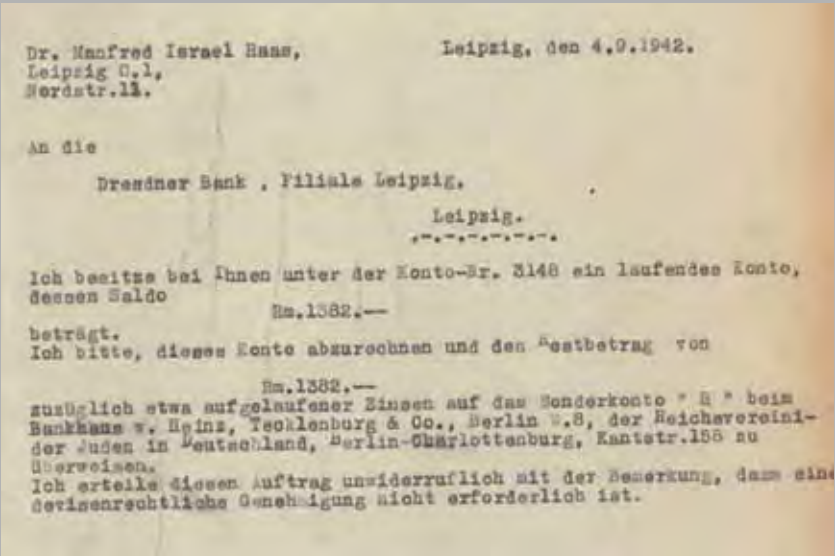 Dr. Manfred Israel Haas,
Leipzig, den 4.9.1942.
Leipzig C.1,
Nordstr.11.
An die
Dresdner Bank , Filiale Leipzig,
Leipzig.
.-.-.-.-.-.-.
Ich besitze bei Ihnen unter der Konto-Nr. 3148 ein laufendes Konto,
dessen Saldo
Rm.1382.--
beträgt.
Ich bitte, dieses Konto abzurechnen und den Restbetrag von
Rm.1382.--
zuzüglich etwa aufgelaufener Zinsen auf das Sonderkonto " " beim
Bankhaus v. Heinz, Tecklenburg & Co., Berlin W.8, der Reichsvereini-
der Juden in Deutschland, Berlin-Charlottenburg, Kantstr.158 zu
überweisen.
Ich erteile diesen Auftrag unwiderruflich mit der Bemerkung, dass eine
devisenrechtliche Genehmigung nicht erforderlich ist.